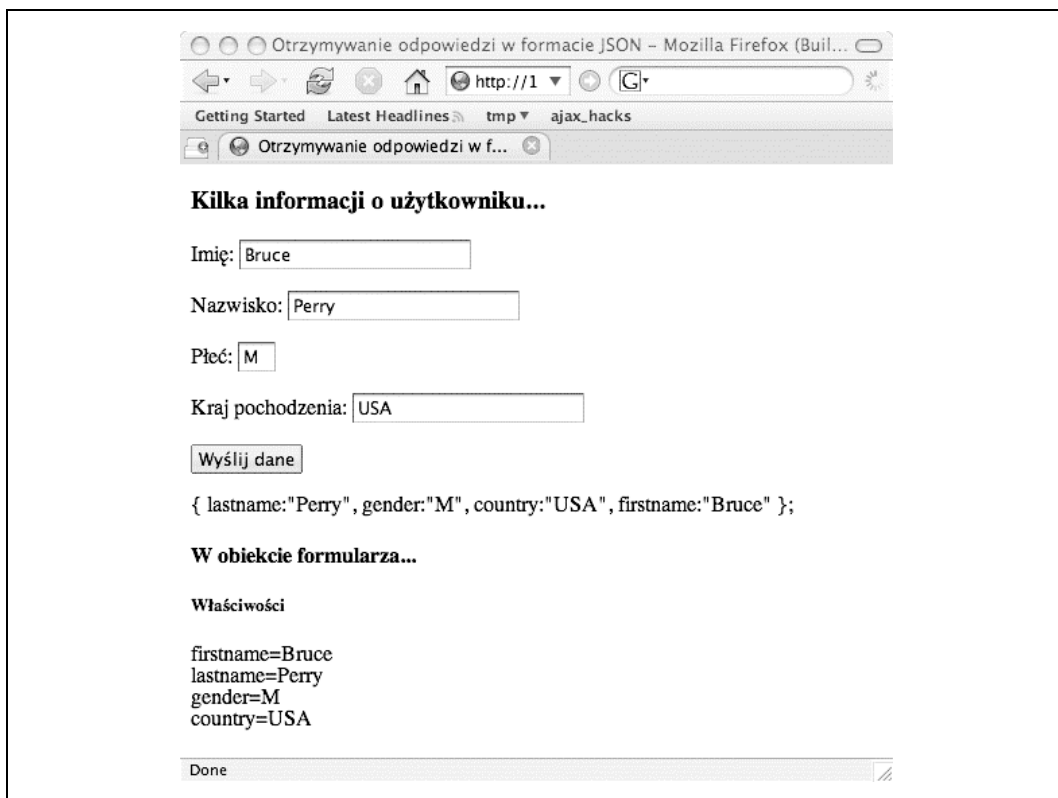 Otrzymywanie odpowiedzi w formacie JSON – Mozilla Firefox (Buil...
http://1 G
Getting Started Latest Headlines tmp ajax_hacks
Otrzymywanie odpowiedzi w f...
Kilka informacji o użytkowniku...
Imię: Bruce
Nazwisko: Perry
Płeć: M
Kraj pochodzenia: USA
Wyślij dane
{ lastname:"Perry", gender:"M", country:"USA", firstname:"Bruce" };
W obiekcie formularza...
Właściwości
firstname=Bruce
lastname=Perry
gender=M
country=USA
Done